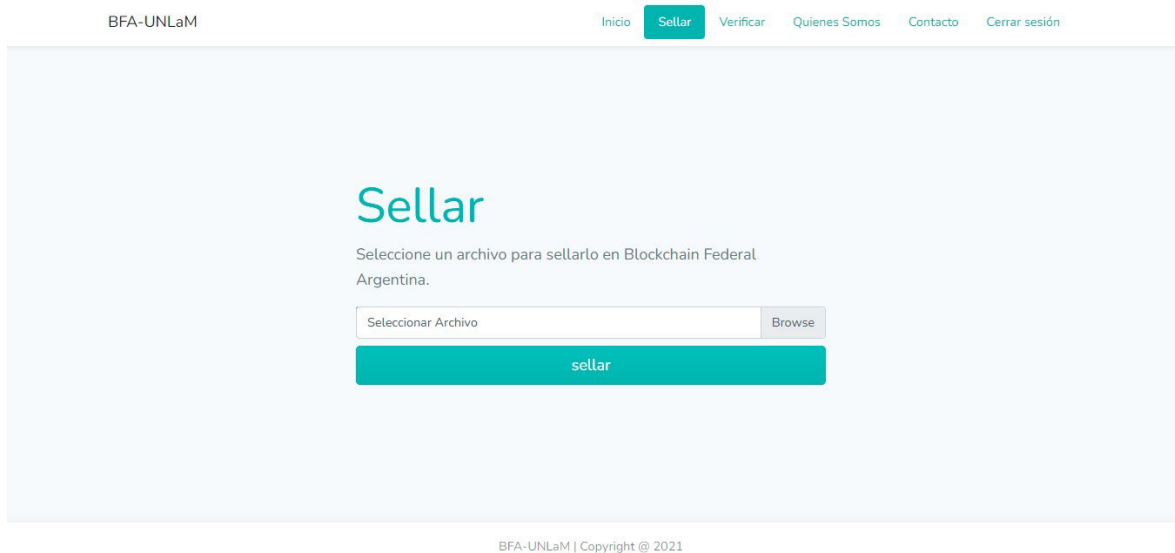 BFA-UNLaM
Inicio Sellar Verificar Quienes Somos Contacto Cerrar sesión
Sellar
Seleccione un archivo para sellarlo en Blockchain Federal
Argentina.
Seleccionar Archivo Browse
sellar
BFA-UNLaM | Copyright @ 2021